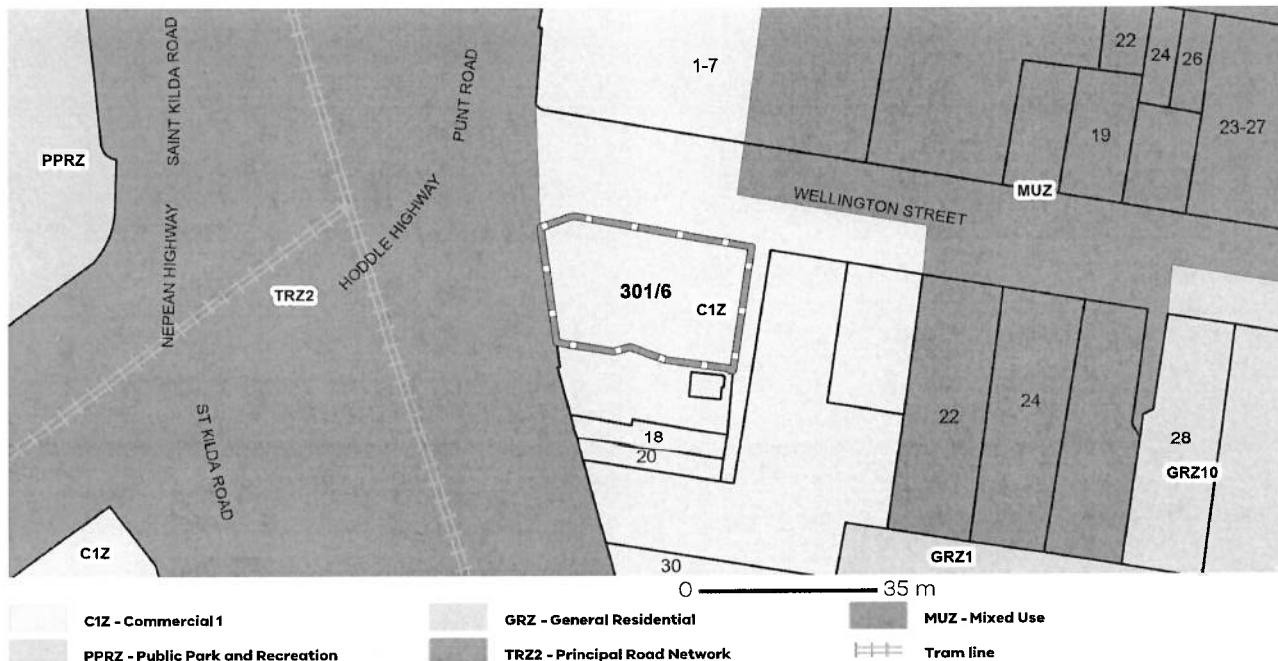 SAINT KILDA ROAD
PUNT ROAD
1-7
22
24
26
23-27
19
PPRZ
MUZ
WELLINGTON STREET
NEPEAN HIGHWAY
HODDLE HIGHWAY
TRZ2
301/6
C1Z
ST KILDA ROAD
18
20
22
24
28
GRZ10
C1Z
30
GRZ1
0 35 m
C1Z - Commercial 1
GRZ - General Residential
MUZ - Mixed Use
PPRZ - Public Park and Recreation
TRZ2 - Principal Road Network
Tram line